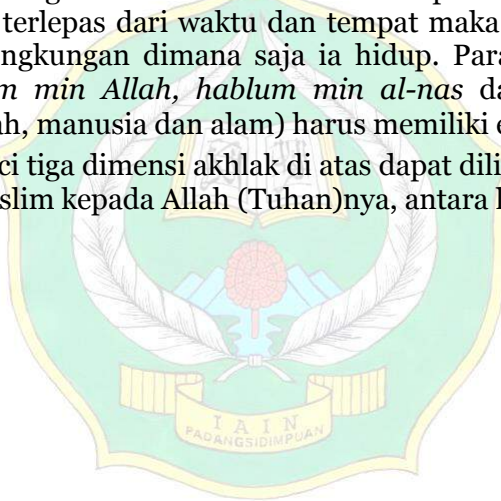 terlepas dari waktu dan tempat maka
ngkungan dimana saja ia hidup. Par
m min Allah, hablum min al-nas da
ah, manusia dan alam) harus memiliki e
ci tiga dimensi akhlak di atas dapat dili
slim kepada Allah (Tuhan)nya, antara l
I A I N
PADANGSIDIMPUAN